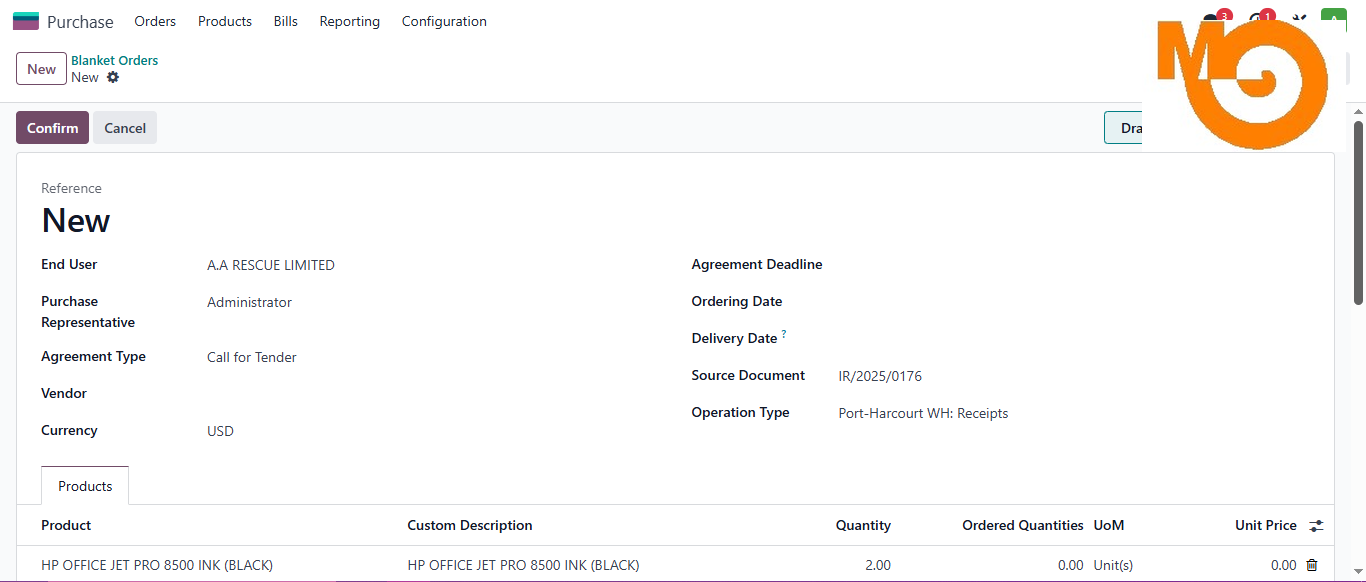 Purchase Orders Products Bills Reporting Configuration 3 1 A
New Blanket Orders
New
Confirm Cancel Dra
Reference
New
End User A.A RESCUE LIMITED Agreement Deadline
Purchase Representative Administrator Ordering Date
Delivery Date ?
Agreement Type Call for Tender
Source Document IR/2025/0176
Vendor
Operation Type Port-Harcourt WH: Receipts
Currency USD
Products
Product Custom Description Quantity Ordered Quantities UoM Unit Price
HP OFFICE JET PRO 8500 INK (BLACK) HP OFFICE JET PRO 8500 INK (BLACK) 2.00 0.00 Unit(s) 0.00